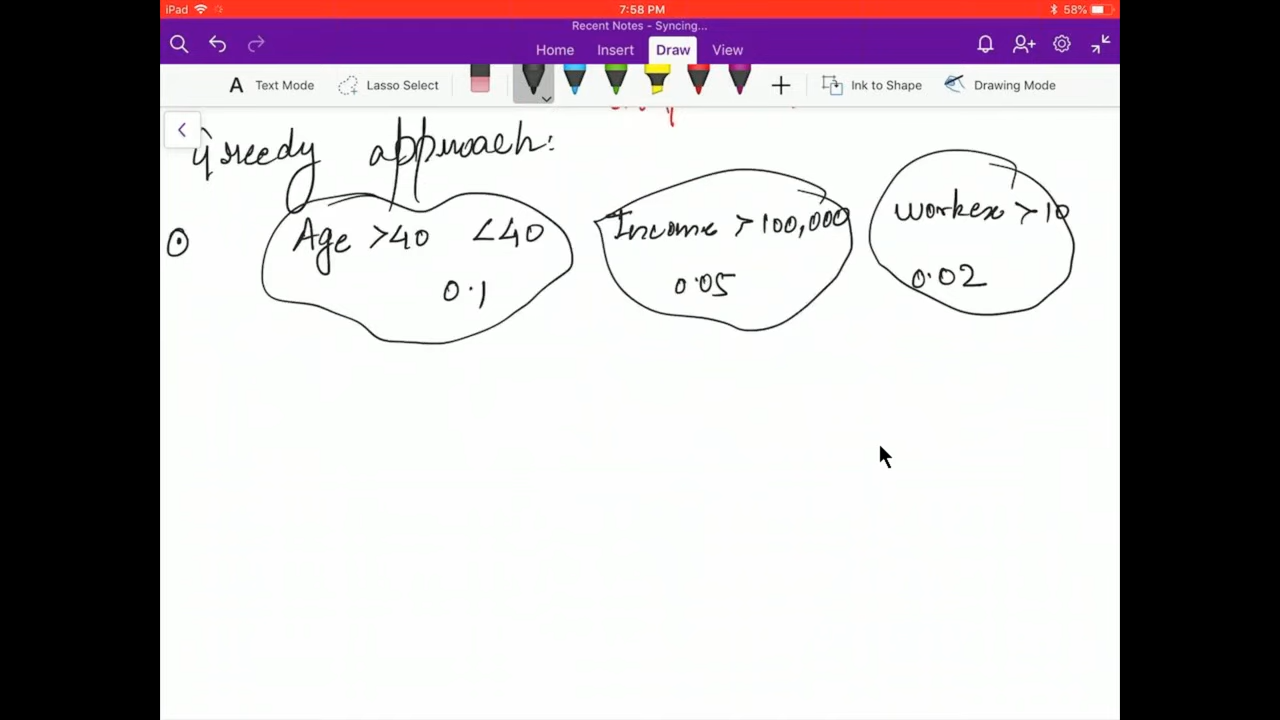 iPad 7:58 PM 58%
Recent Notes - Syncing...
Home Insert Draw View
A Text Mode Lasso Select Ink to Shape Drawing Mode
Greedy approach:
Age >40 <40 Income > 100,000 workex > 10
0.1 0.05 0.02